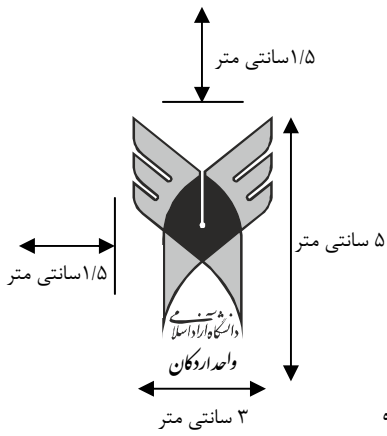 ۱/۵سانتی متر
۵ سانتی متر
۱/۵سانتی متر
دانشگاه آزاد اسلامی
واحد اردکان
۳ سانتی متر
ه